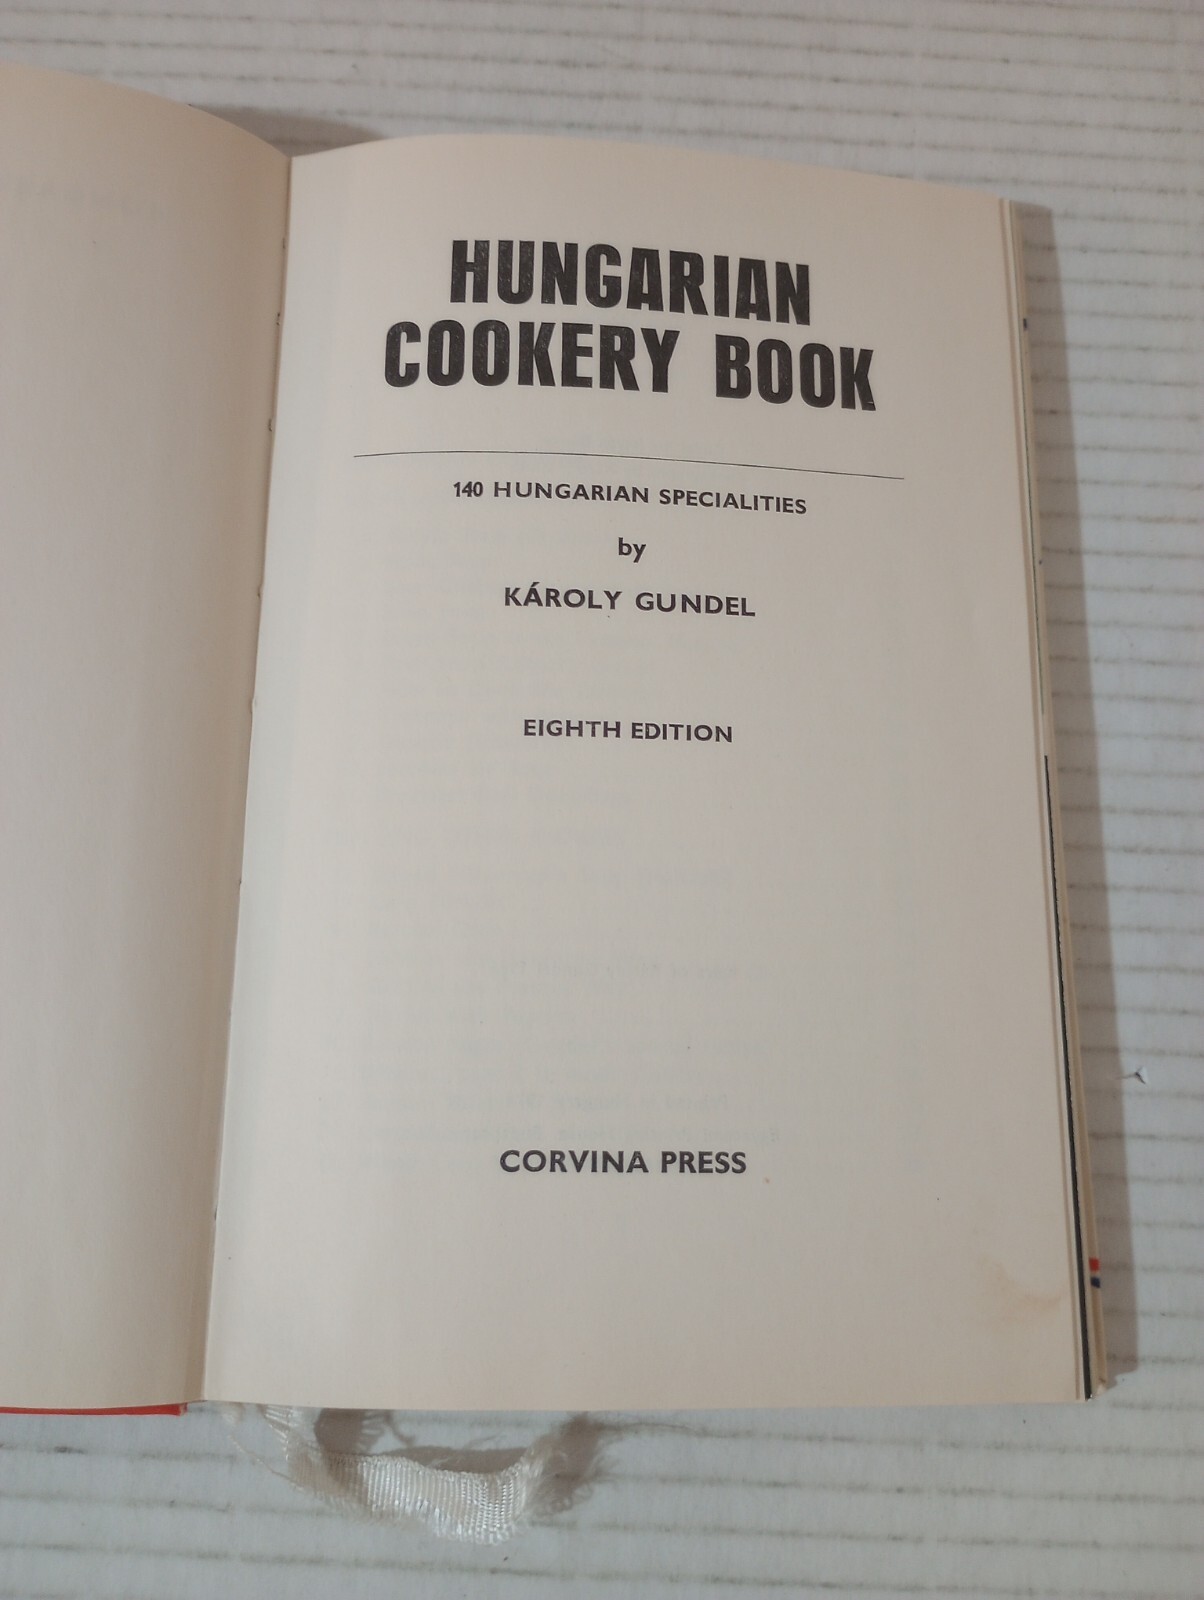 HUNGARIAN
COOKERY BOOK
140 HUNGARIAN SPECIALITIES
by
KÁROLY GUNDEL
EIGHTH EDITION
CORVINA PRESS